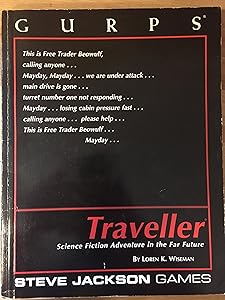 GURPS®
This is Free Trader Beowulf,
calling anyone . . .
Mayday, Mayday . . . we are under attack . . .
main drive is gone . . .
turret number one not responding . . .
Mayday . . . losing cabin pressure fast . . .
calling anyone . . . please help . . .
This is Free Trader Beowulf . . .
Mayday . . .
Traveller
Science Fiction Adventure in the Far Future
BY LOREN K. WISEMAN
STEVE JACKSON GAMES